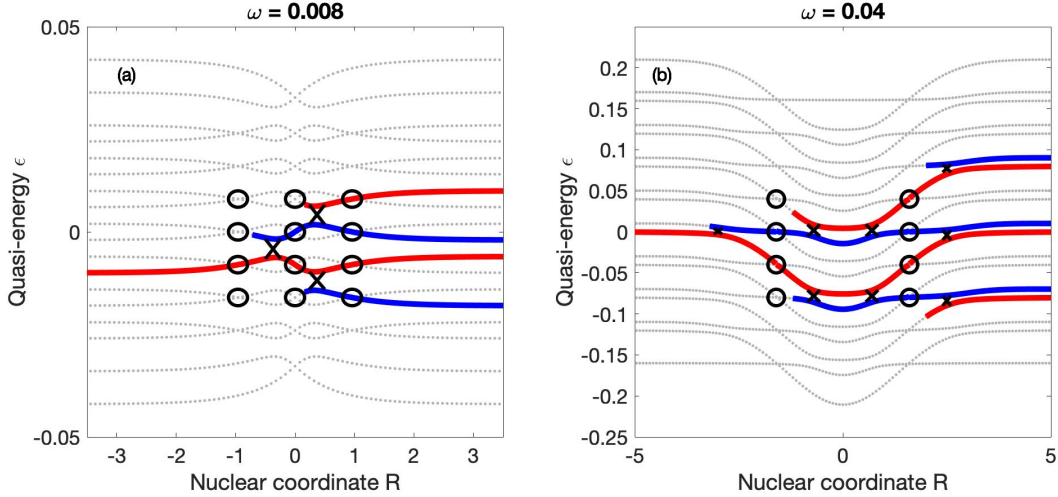 ω = 0.008
0.05
0
-0.05
(a)
Quasi-energy ϵ
-3 -2 -1 0 1 2 3
Nuclear coordinate R
ω = 0.04
0.2
0.15
0.1
0.05
0
-0.05
-0.1
-0.15
-0.2
-0.25
(b)
Quasi-energy ϵ
-5 0 5
Nuclear coordinate R